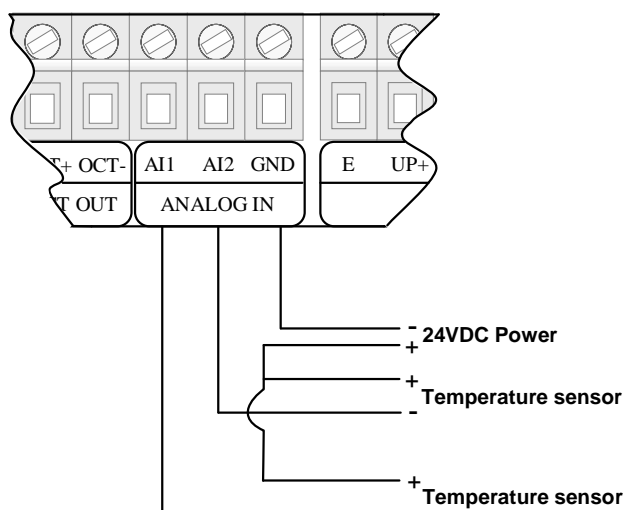 T+ OCT- AI1 AI2 GND E UP+
T OUT ANALOG IN
- 24VDC Power
+
+ Temperature sensor
-
+ Temperature sensor